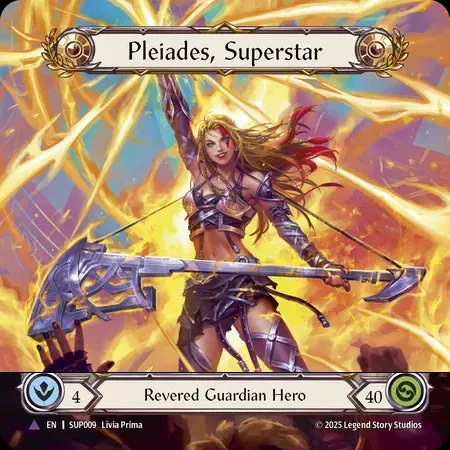 Pleiades, Superstar
4
Revered Guardian Hero
40
EN | SUP009 Livia Prima
© 2025 Legend Story Studios